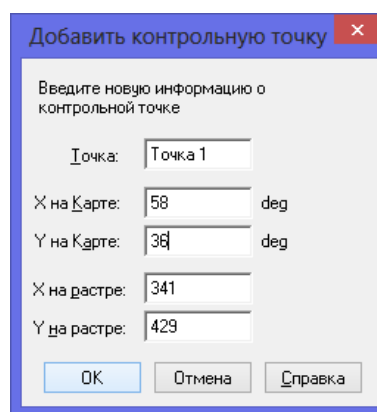 Добавить контрольную точку
Введите новую информацию о
контрольной точке
Точка: Точка 1
X на Карте: 58 deg
Y на Карте: 36 deg
X на растре: 341
Y на растре: 429
OK Отмена Справка